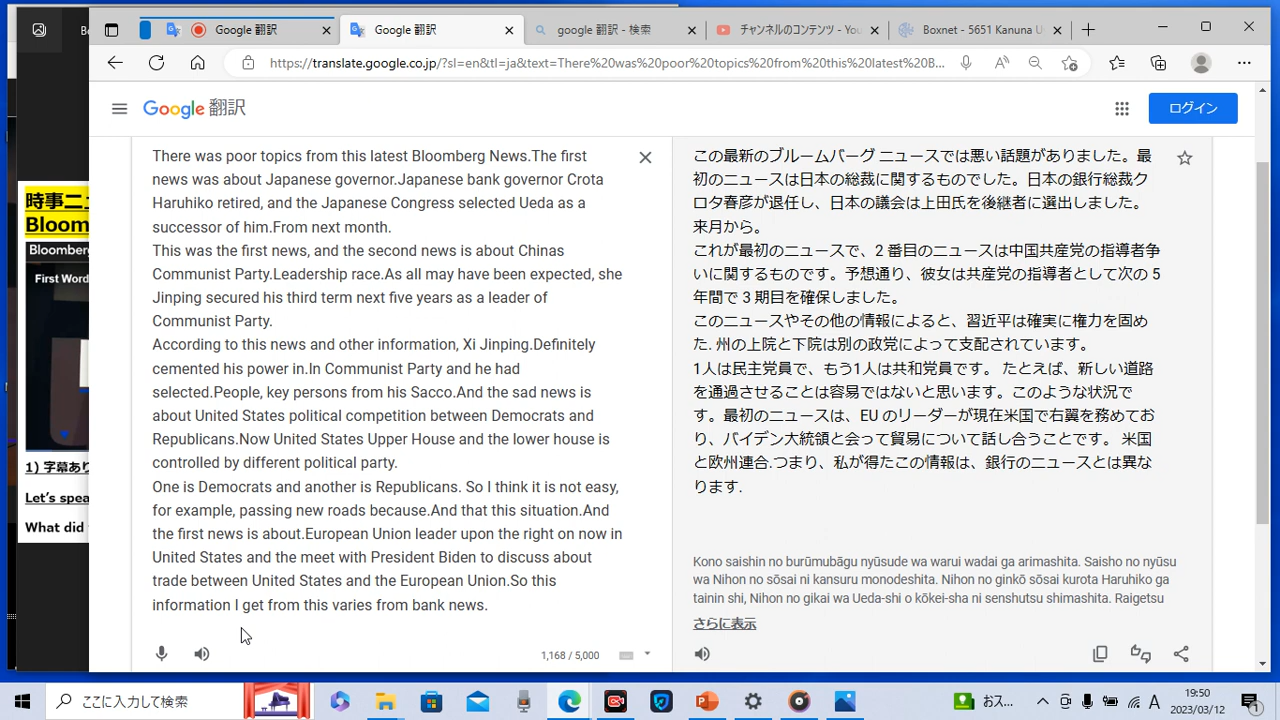 Google 翻訳
Google 翻訳
google 翻訳 - 検索
チャンネルのコンテンツ - You
Boxnet - 5651 Kanuna U
https://translate.google.co.jp/?sl=en&tl=ja&text=There%20was%20poor%20topics%20from%20this%20latest%20B...
Google 翻訳
ログイン
There was poor topics from this latest Bloomberg News.The first
news was about Japanese governor.Japanese bank governor Crota
Haruhiko retired, and the Japanese Congress selected Ueda as a
successor of him.From next month.
This was the first news, and the second news is about Chinas
Communist Party.Leadership race.As all may have been expected, she
Jinping secured his third term next five years as a leader of
Communist Party.
According to this news and other information, Xi Jinping.Definitely
cemented his power in.In Communist Party and he had
selected.People, key persons from his Sacco.And the sad news is
about United States political competition between Democrats and
Republicans.Now United States Upper House and the lower house is
controlled by different political party.
One is Democrats and another is Republicans. So I think it is not easy,
for example, passing new roads because.And that this situation.And
the first news is about.European Union leader upon the right on now in
United States and the meet with President Biden to discuss about
trade between United States and the European Union.So this
information I get from this varies from bank news.
1,168 / 5,000
この最新のブルームバーグ ニュースでは悪い話題がありました。最
初のニュースは日本の総裁に関するものでした。日本の銀行総裁ク
ロタ春彦が退任し、日本の議会は上田氏を後継者に選出しました。
来月から。
これが最初のニュースで、2 番目のニュースは中国共産党の指導者争
いに関するものです。予想通り、彼女は共産党の指導者として次の 5
年間で 3 期目を確保しました。
このニュースやその他の情報によると、習近平は確実に権力を固め
た. 州の上院と下院は別の政党によって支配されています。
1人は民主党員で、もう1人は共和党員です。 たとえば、新しい道路
を通過させることは容易ではないと思います。このような状況で
す。最初のニュースは、EU のリーダーが現在米国で右翼を務めてお
り、バイデン大統領と会って貿易について話し合うことです。 米国
と欧州連合.つまり、私が得たこの情報は、銀行のニュースとは異な
ります.
Kono saishin no burūmubāgu nyūsude wa warui wadai ga arimashita. Saisho no nyūsu
wa Nihon no sōsai ni kansuru monodeshita. Nihon no ginkō sōsai kurota Haruhiko ga
tainin shi, Nihon no gikai wa Ueda-shi o kōkei-sha ni senshutsu shimashita. Raigetsu
さらに表示
時事ニュ
Bloom
Bloomberg
First Word
1) 字幕あり
Let's spea
What did
ここに入力して検索
おス...
A
19:50
2023/03/12
1